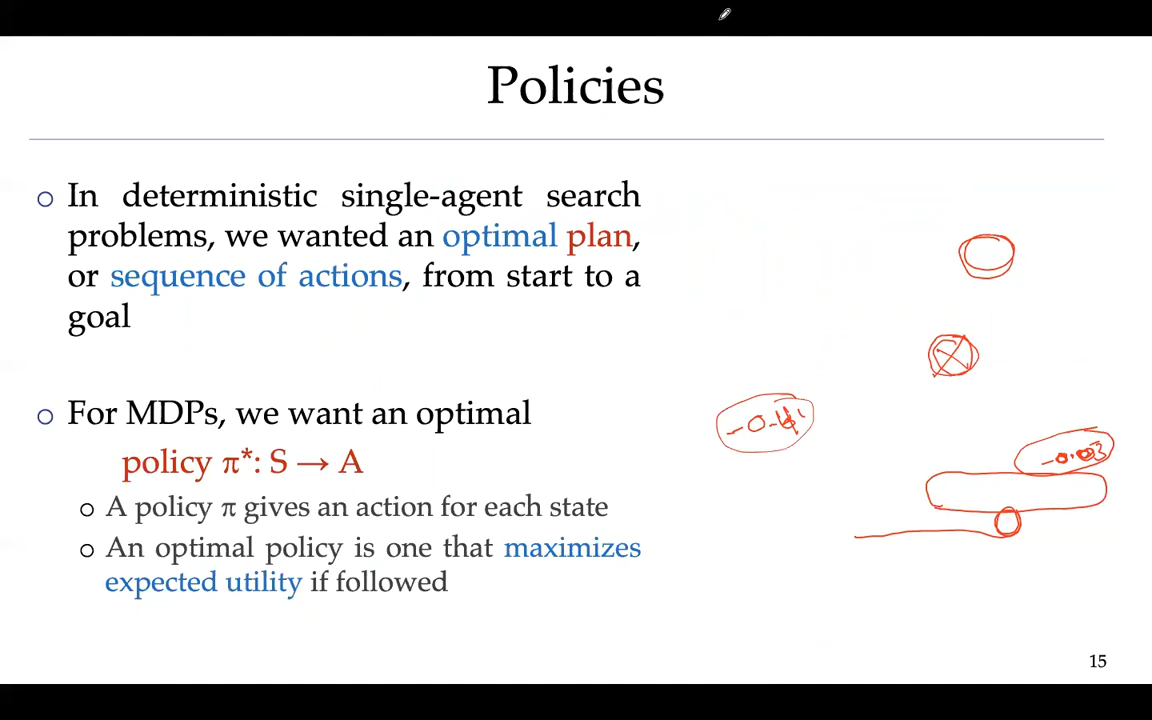 Policies
In deterministic single-agent search
problems, we wanted an optimal plan,
or sequence of actions, from start to a
goal
For MDPs, we want an optimal
policy π*: S → A
A policy π gives an action for each state
An optimal policy is one that maximizes
expected utility if followed
-0.03
15